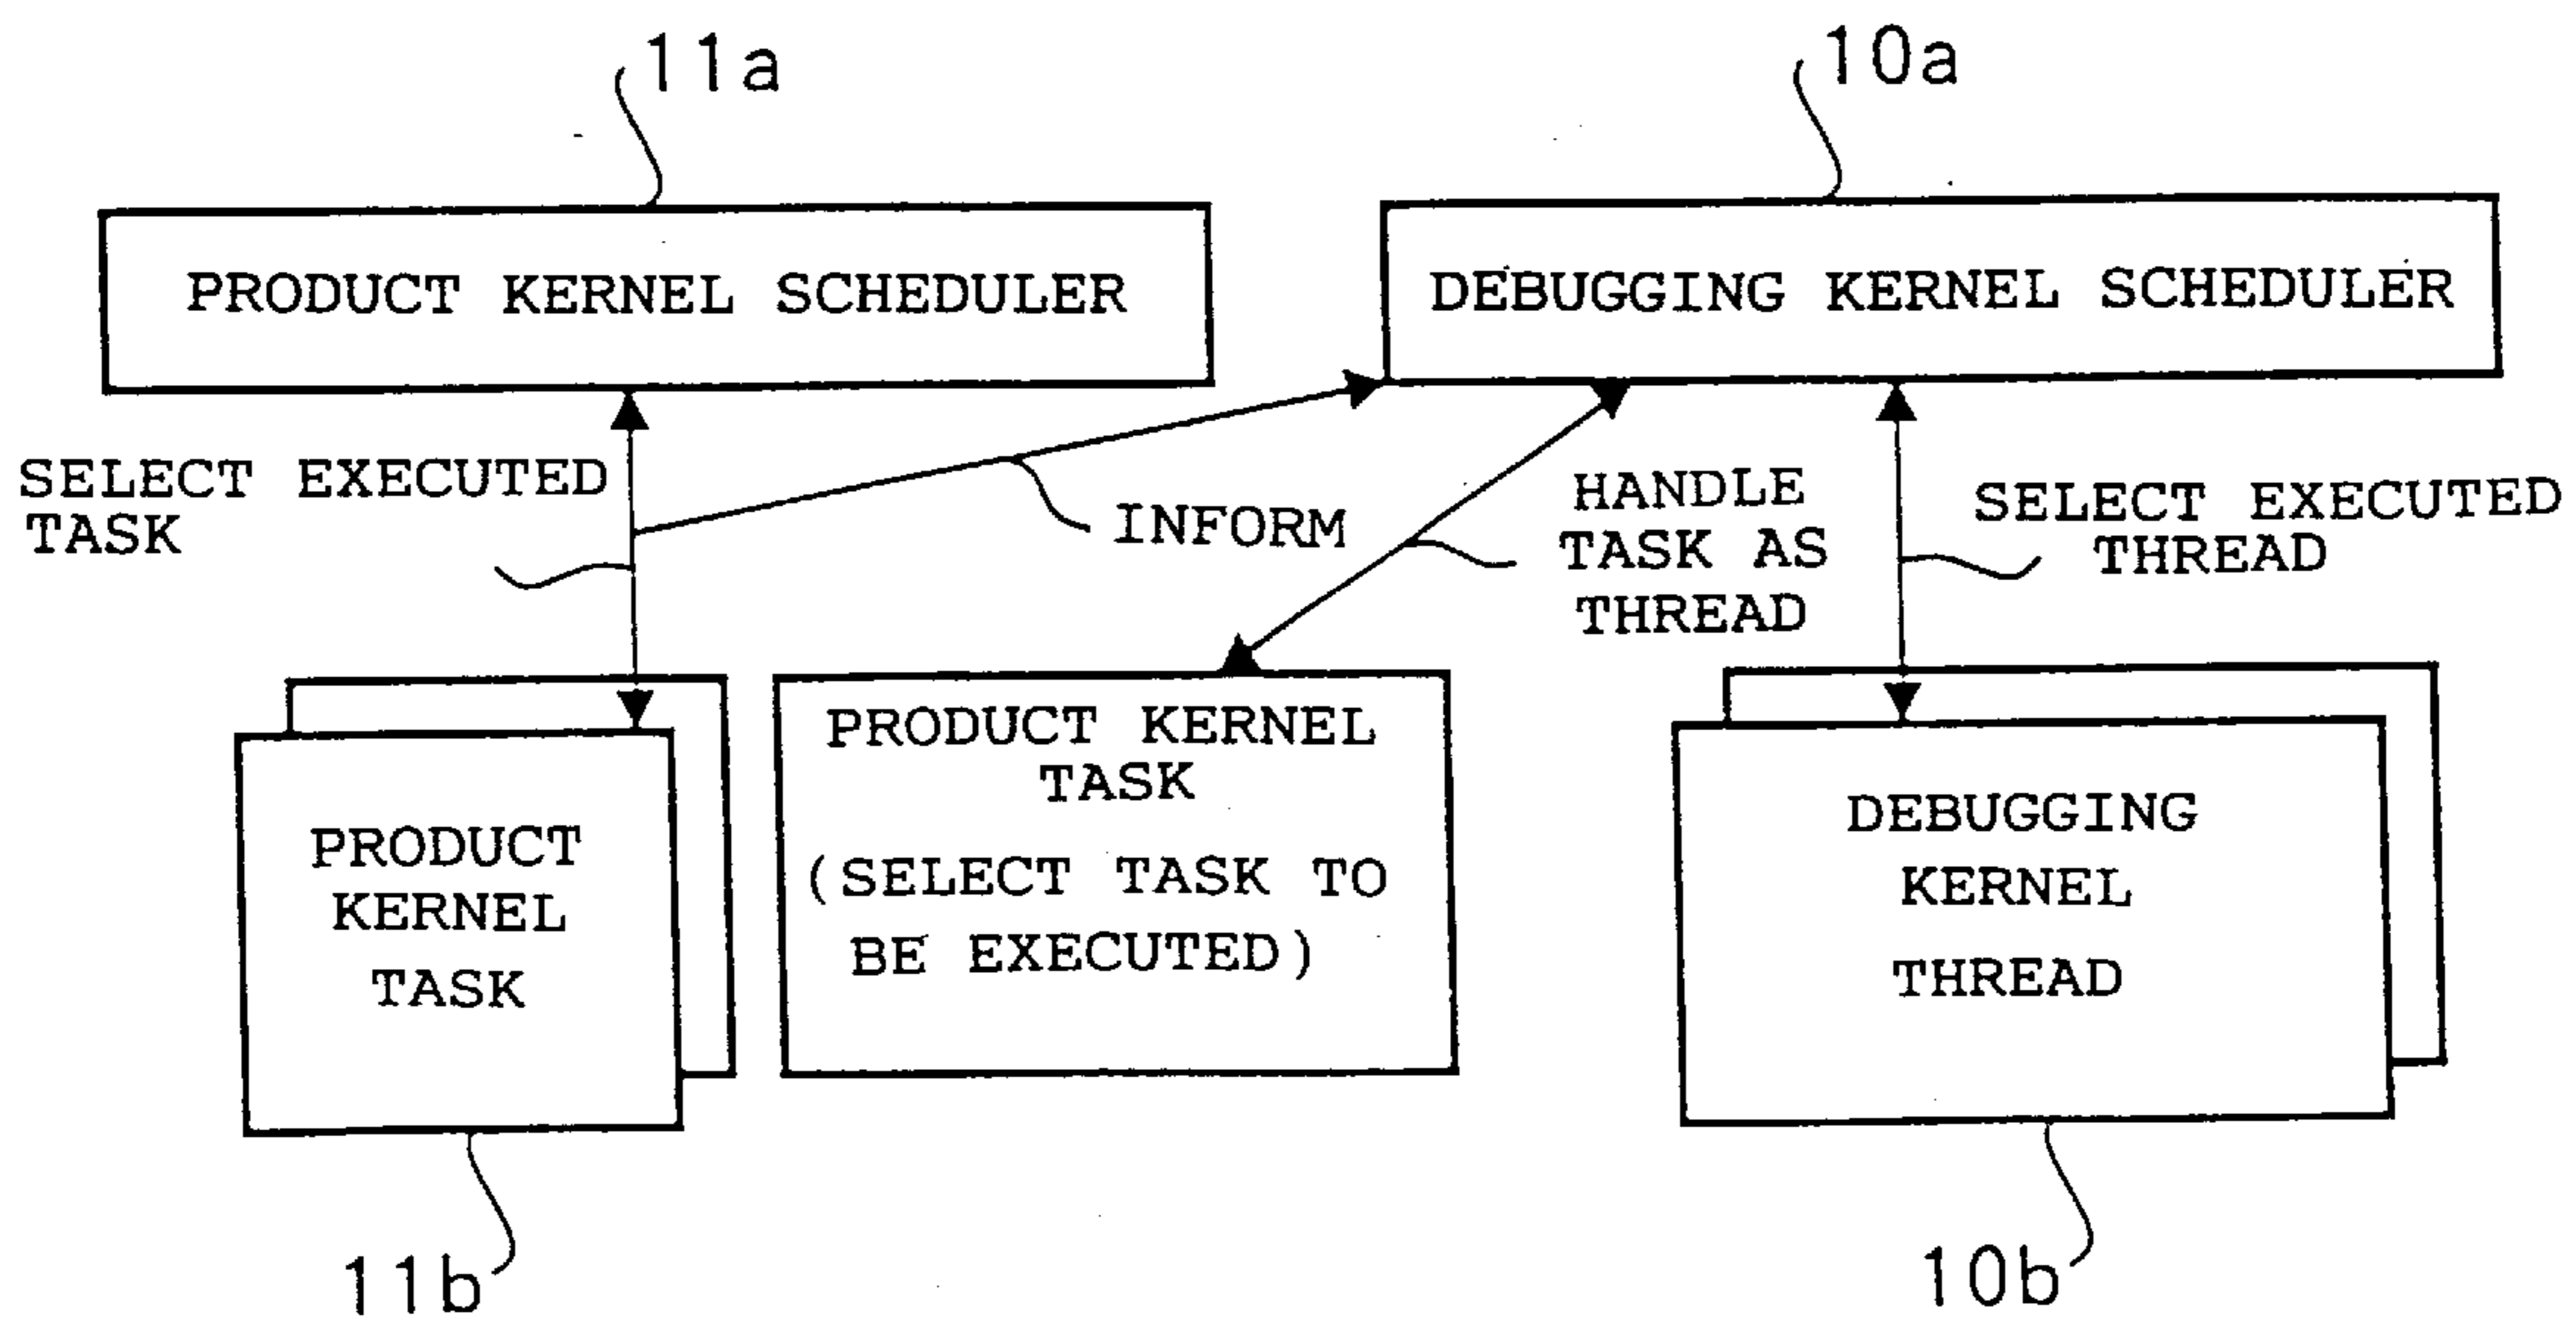 11a
10a
PRODUCT KERNEL SCHEDULER
DEBUGGING KERNEL SCHEDULER
SELECT EXECUTED
TASK
INFORM
HANDLE
TASK AS
THREAD
SELECT EXECUTED
THREAD
PRODUCT
KERNEL
TASK
PRODUCT KERNEL
TASK
(SELECT TASK TO
BE EXECUTED)
DEBUGGING
KERNEL
THREAD
11b
10b